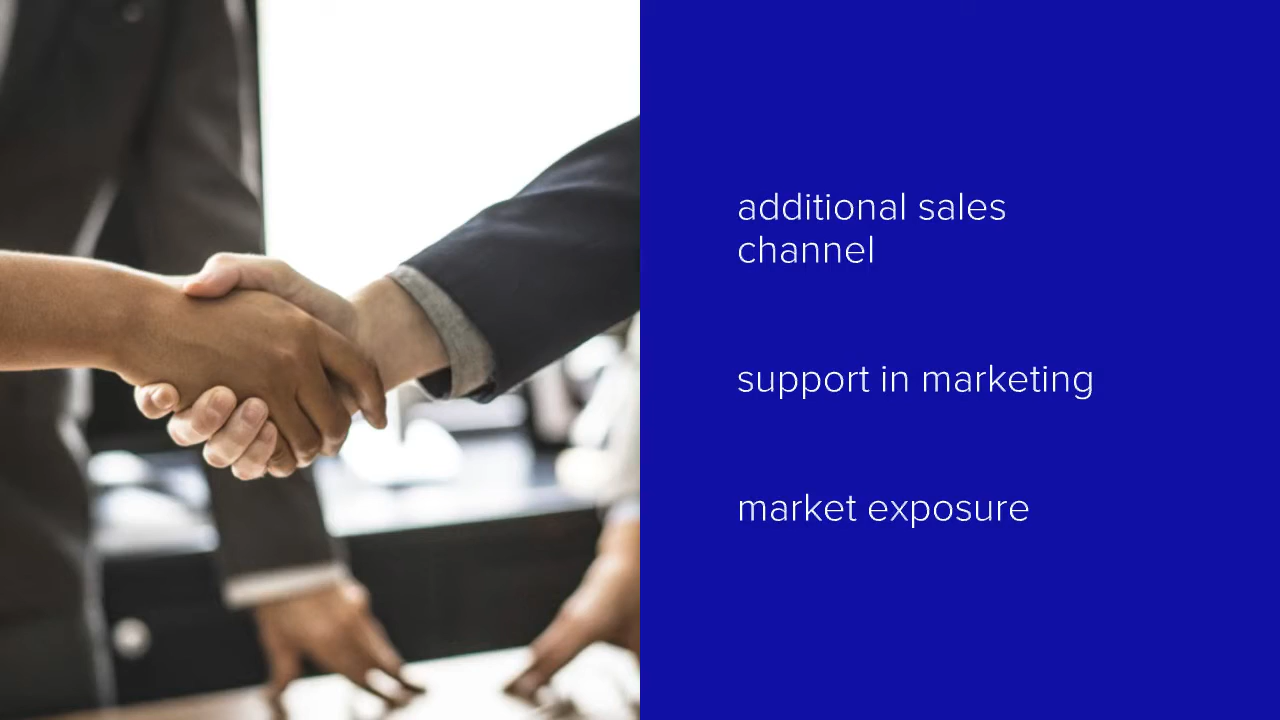 additional sales
channel
support in marketing
market exposure